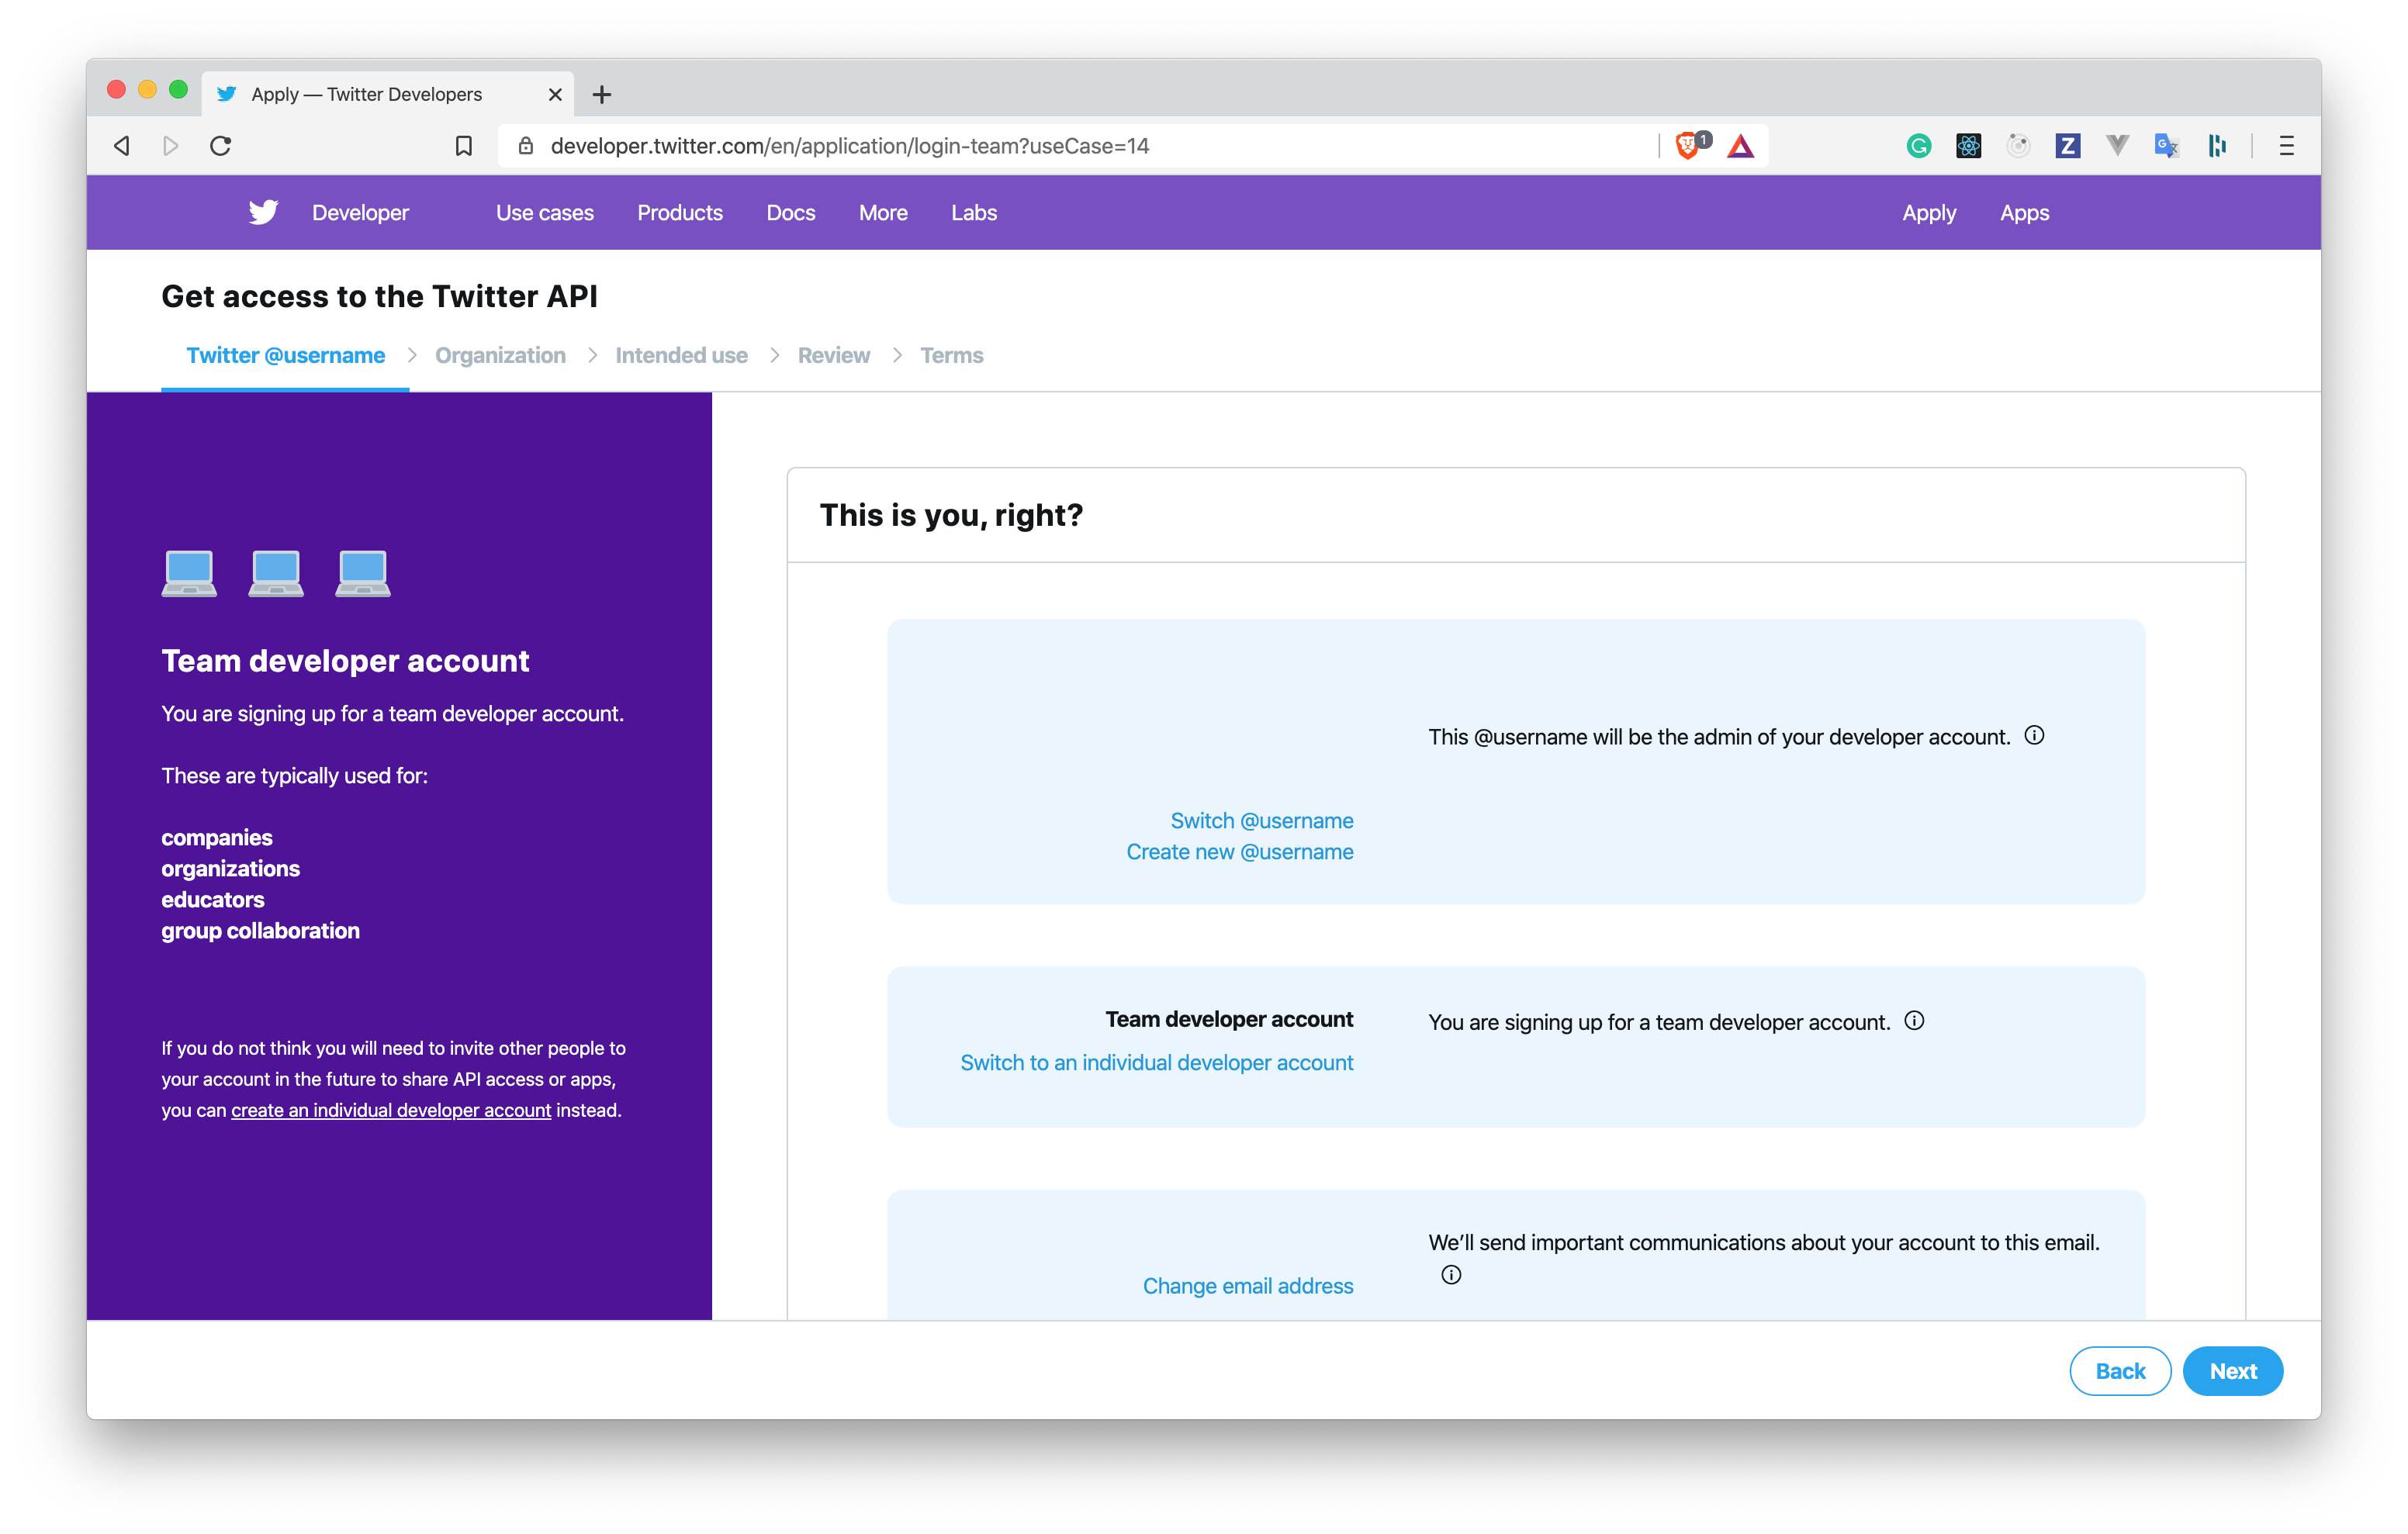 Apply — Twitter Developers
developer.twitter.com/en/application/login-team?useCase=14
1
Developer Use cases Products Docs More Labs Apply Apps
Get access to the Twitter API
Twitter @username > Organization > Intended use > Review > Terms
Team developer account
You are signing up for a team developer account.
These are typically used for:
companies
organizations
educators
group collaboration
If you do not think you will need to invite other people to
your account in the future to share API access or apps,
you can create an individual developer account instead.
This is you, right?
This @username will be the admin of your developer account.
Switch @username
Create new @username
Team developer account
You are signing up for a team developer account.
Switch to an individual developer account
We’ll send important communications about your account to this email.
Change email address
Back Next